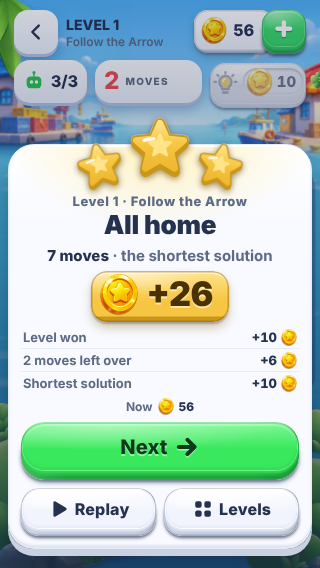 LEVEL 1
Follow the Arrow
56
3/3
2 MOVES
10
Level 1 · Follow the Arrow
All home
7 moves · the shortest solution
+26
Level won +10
2 moves left over +6
Shortest solution +10
Now 56
Next
Replay
Levels